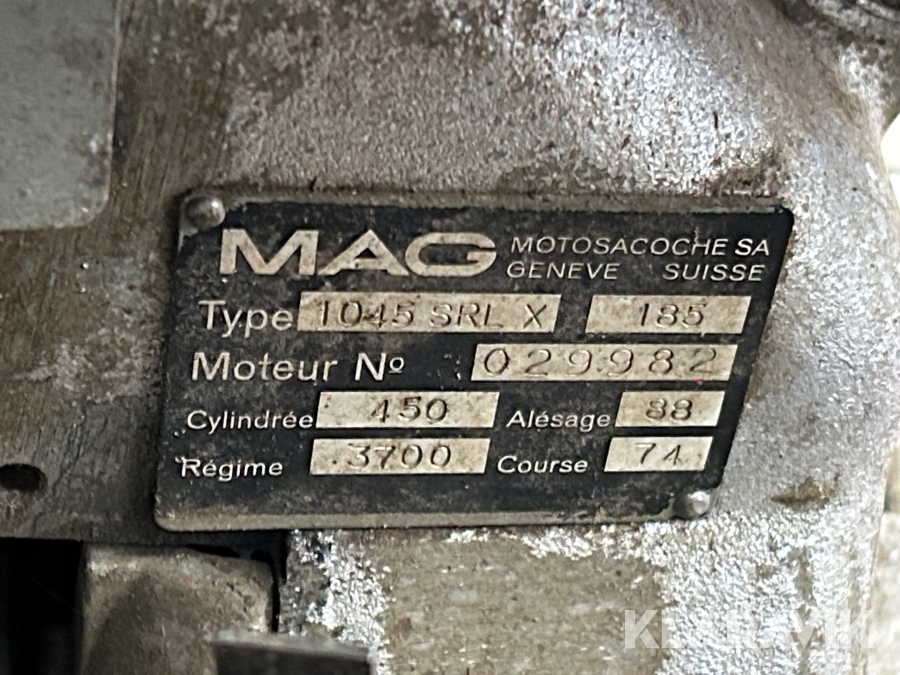 MAG MOTOSACOCHE SA
GENEVE SUISSE
Type 1045 SRL X 185
Moteur Nº 029982
Cylindrée 450 Alésage 88
Régime 3700 Course 74
KLARAVIK